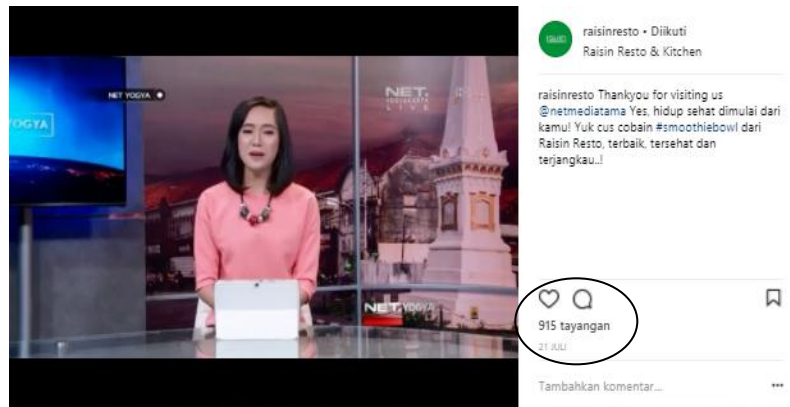 NET YOGYA
NET.
YOGYAKARTA
LIVE
OGYA
NET.YOGYA
raisinresto • Diikuti
Raisin Resto & Kitchen
raisinresto Thankyou for visiting us
@netmediatama Yes, hidup sehat dimulai dari
kamu! Yuk cus cobain #smoothiebowl dari
Raisin Resto, terbaik, tersehat dan
terjangkau..!
915 tayangan
21 JULI
Tambahkan komentar...